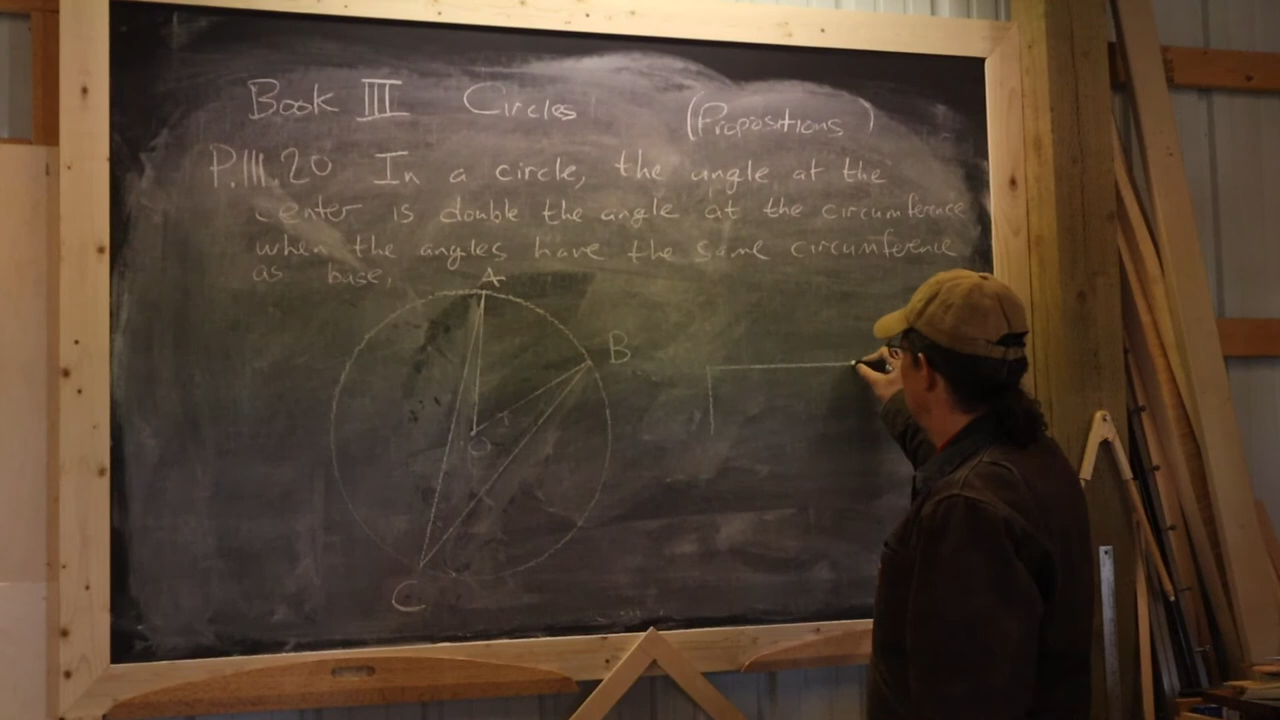 Book III Circles (Propositions)
P.III.20 In a circle, the angle at the
center is double the angle at the circumference
when the angles have the same circumference
as base,
A
B
O
C